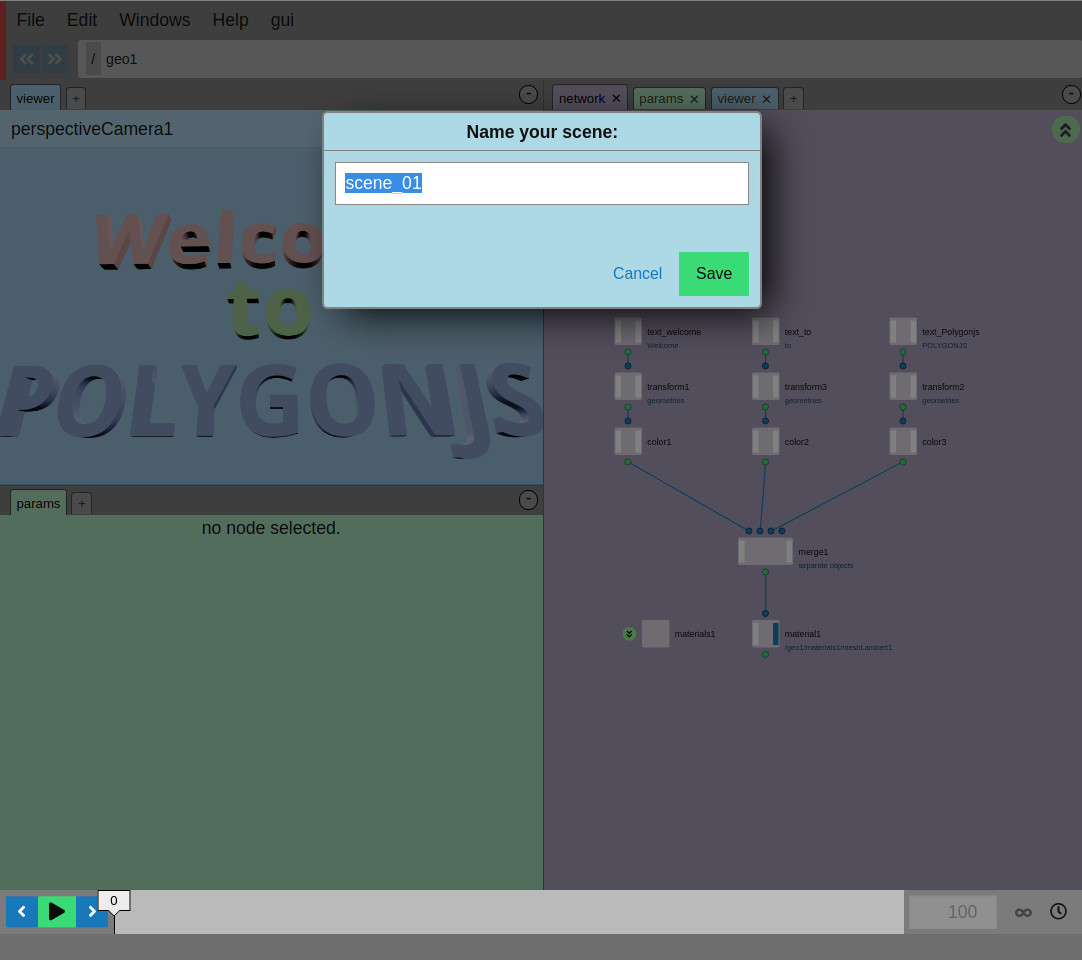 File Edit Windows Help gui
/ geo1
viewer + - network × params × viewer × + -
perspectiveCamera1
Name your scene:
scene_01
Cancel Save
Welco
to
POLYGONJS
text_welcome text_to text_Polygonjs
Welcome to POLYGONJS
transform1 transform3 transform2
geometries geometries geometries
color1 color2 color3
params + -
no node selected.
merge1
separate objects
materials1 material1
/geo1/materials1/meshLambert1
0
100 ∞